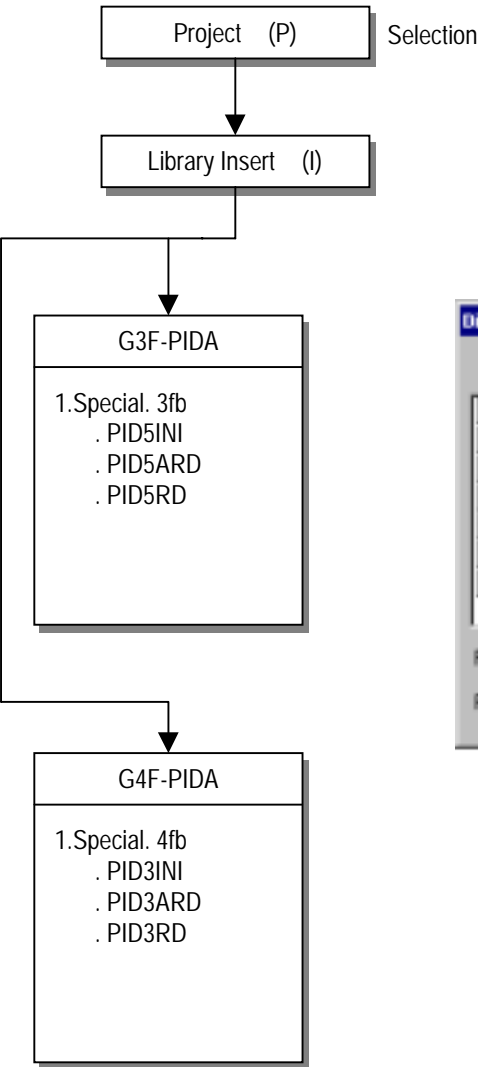 Project (P)
Selection
Library Insert (I)
G3F-PIDA
1.Special. 3fb
. PID5INI
. PID5ARD
. PID5RD
G4F-PIDA
1.Special. 4fb
. PID3INI
. PID3ARD
. PID3RD